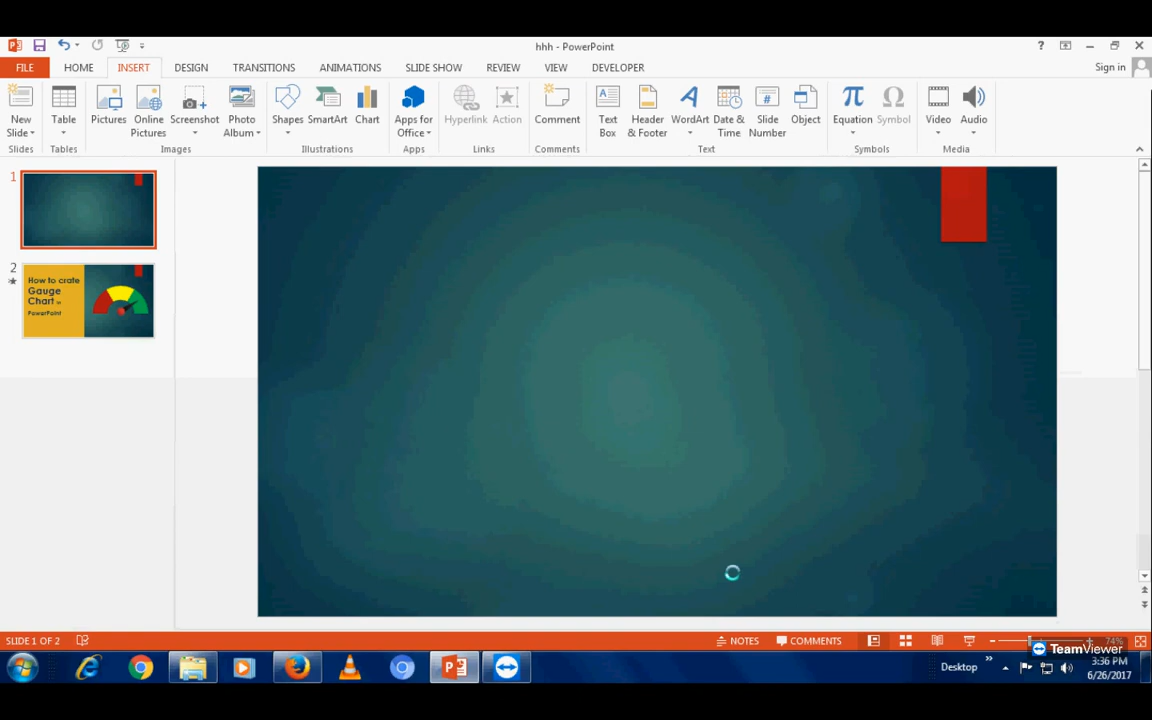 hhh - PowerPoint
?
Sign in
FILE HOME INSERT DESIGN TRANSITIONS ANIMATIONS SLIDE SHOW REVIEW VIEW DEVELOPER
New Slide
Table
Pictures
Online Pictures
Screenshot
Photo Album
Shapes
SmartArt
Chart
Apps for Office
Hyperlink
Action
Comment
Text Box
Header & Footer
WordArt
Date & Time
Slide Number
Object
π
Equation
Ω
Symbol
Video
Audio
Slides Tables Images Illustrations Apps Links Comments Text Symbols Media
1
2
How to crate
Gauge
Chart in
PowerPoint
SLIDE 1 OF 2
NOTES
COMMENTS
74%
TeamViewer
Desktop
3:36 PM
6/26/2017